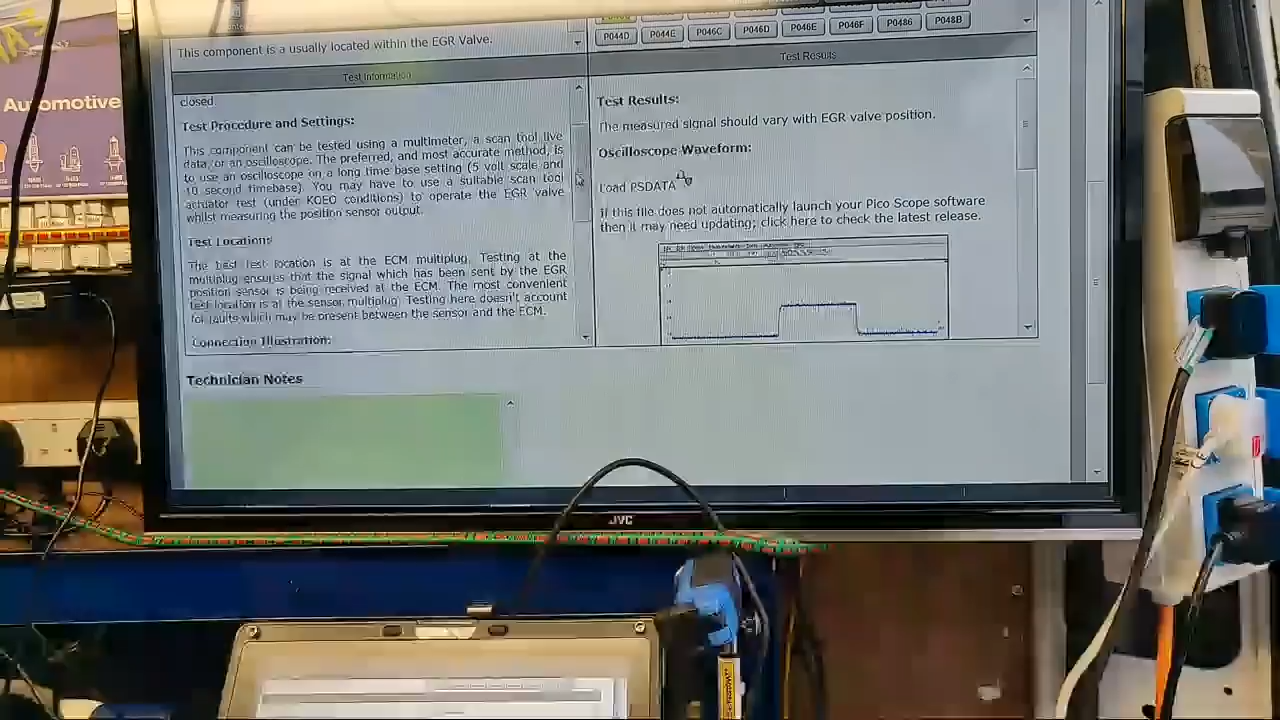 Automotive
This component is a usually located within the EGR Valve.
Test Information
closed
Test Procedure and Settings:
This component can be tested using a multimeter, a scan tool live
data, or an oscilloscope. The preferred, and most accurate method, is
to use an oscilloscope on a long time base setting (5 volt scale and
10 second timebase). You may have to use a suitable scan tool
actuator test (under KOEO conditions) to operate the EGR valve
whilst measuring the position sensor output.
Test Location:
The best test location is at the ECM multiplug. Testing at the
multiplug ensures that the signal which has been sent by the EGR
position sensor is being received at the ECM. The most convenient
test location is at the sensor multiplug. Testing here doesn't account
for faults which may be present between the sensor and the ECM.
Connection Illustration:
P044D P044E P046C P046D P046E P046F P0486 P048B
Test Results
Test Results:
The measured signal should vary with EGR valve position.
Oscilloscope Waveform:
Load PSDATA
If this file does not automatically launch your Pico Scope software
then it may need updating; click here to check the latest release.
Technician Notes
JVC